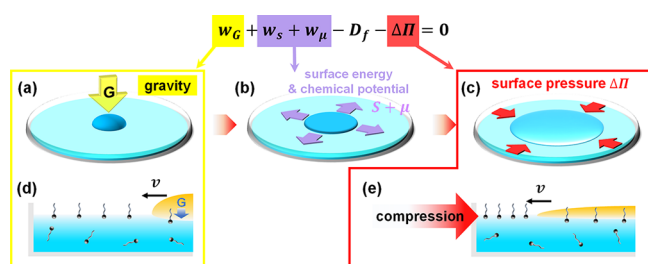 w_G + w_s + w_μ − D_f − ΔΠ = 0
(a)
G
gravity
(b)
surface energy
& chemical potential
S + μ
(c)
surface pressure ΔΠ
(d)
v
G
(e)
v
compression